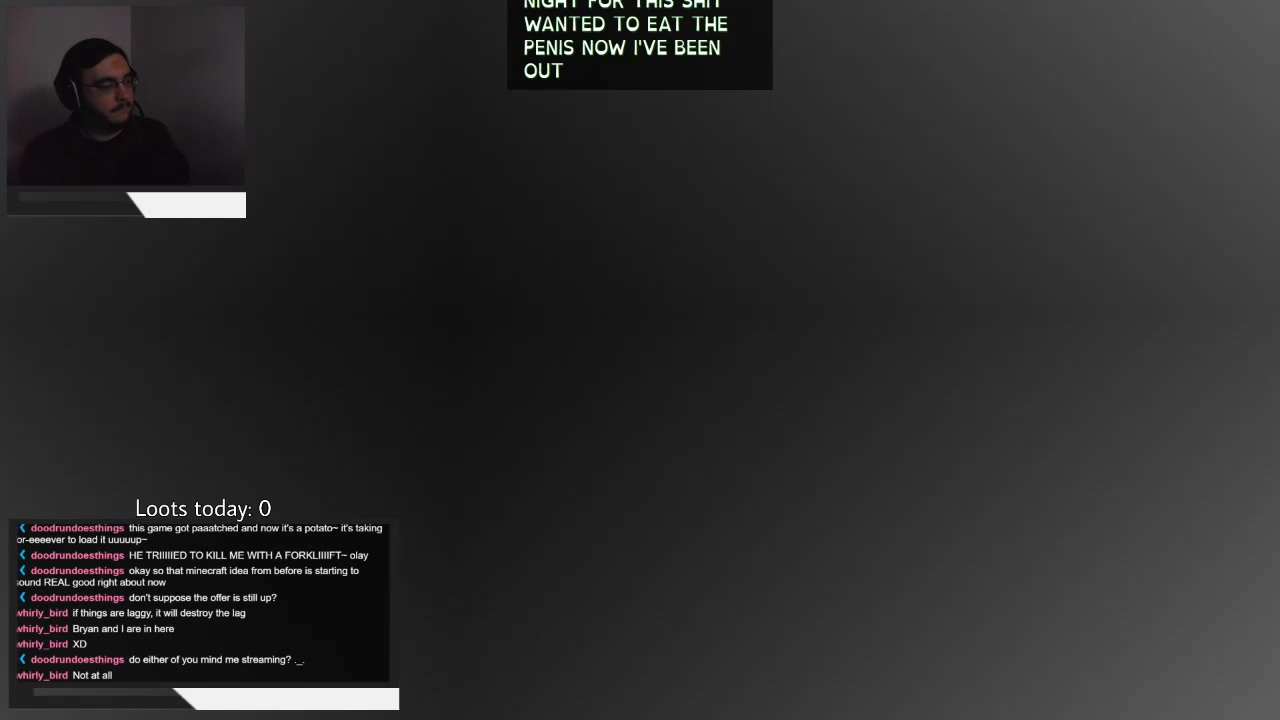 NIGHT FOR THIS SHIT
WANTED TO EAT THE
PENIS NOW I'VE BEEN
OUT
Loots today: 0
doodrundoesthings this game got paaatched and now it's a potato~ it's taking
or-eeeever to load it uuuuup~
doodrundoesthings HE TRIIIIIED TO KILL ME WITH A FORKLIIIIFT~ olay
doodrundoesthings okay so that minecraft idea from before is starting to
sound REAL good right about now
doodrundoesthings don't suppose the offer is still up?
whirly_bird if things are laggy, it will destroy the lag
whirly_bird Bryan and I are in here
whirly_bird XD
doodrundoesthings do either of you mind me streaming? ._.
whirly_bird Not at all